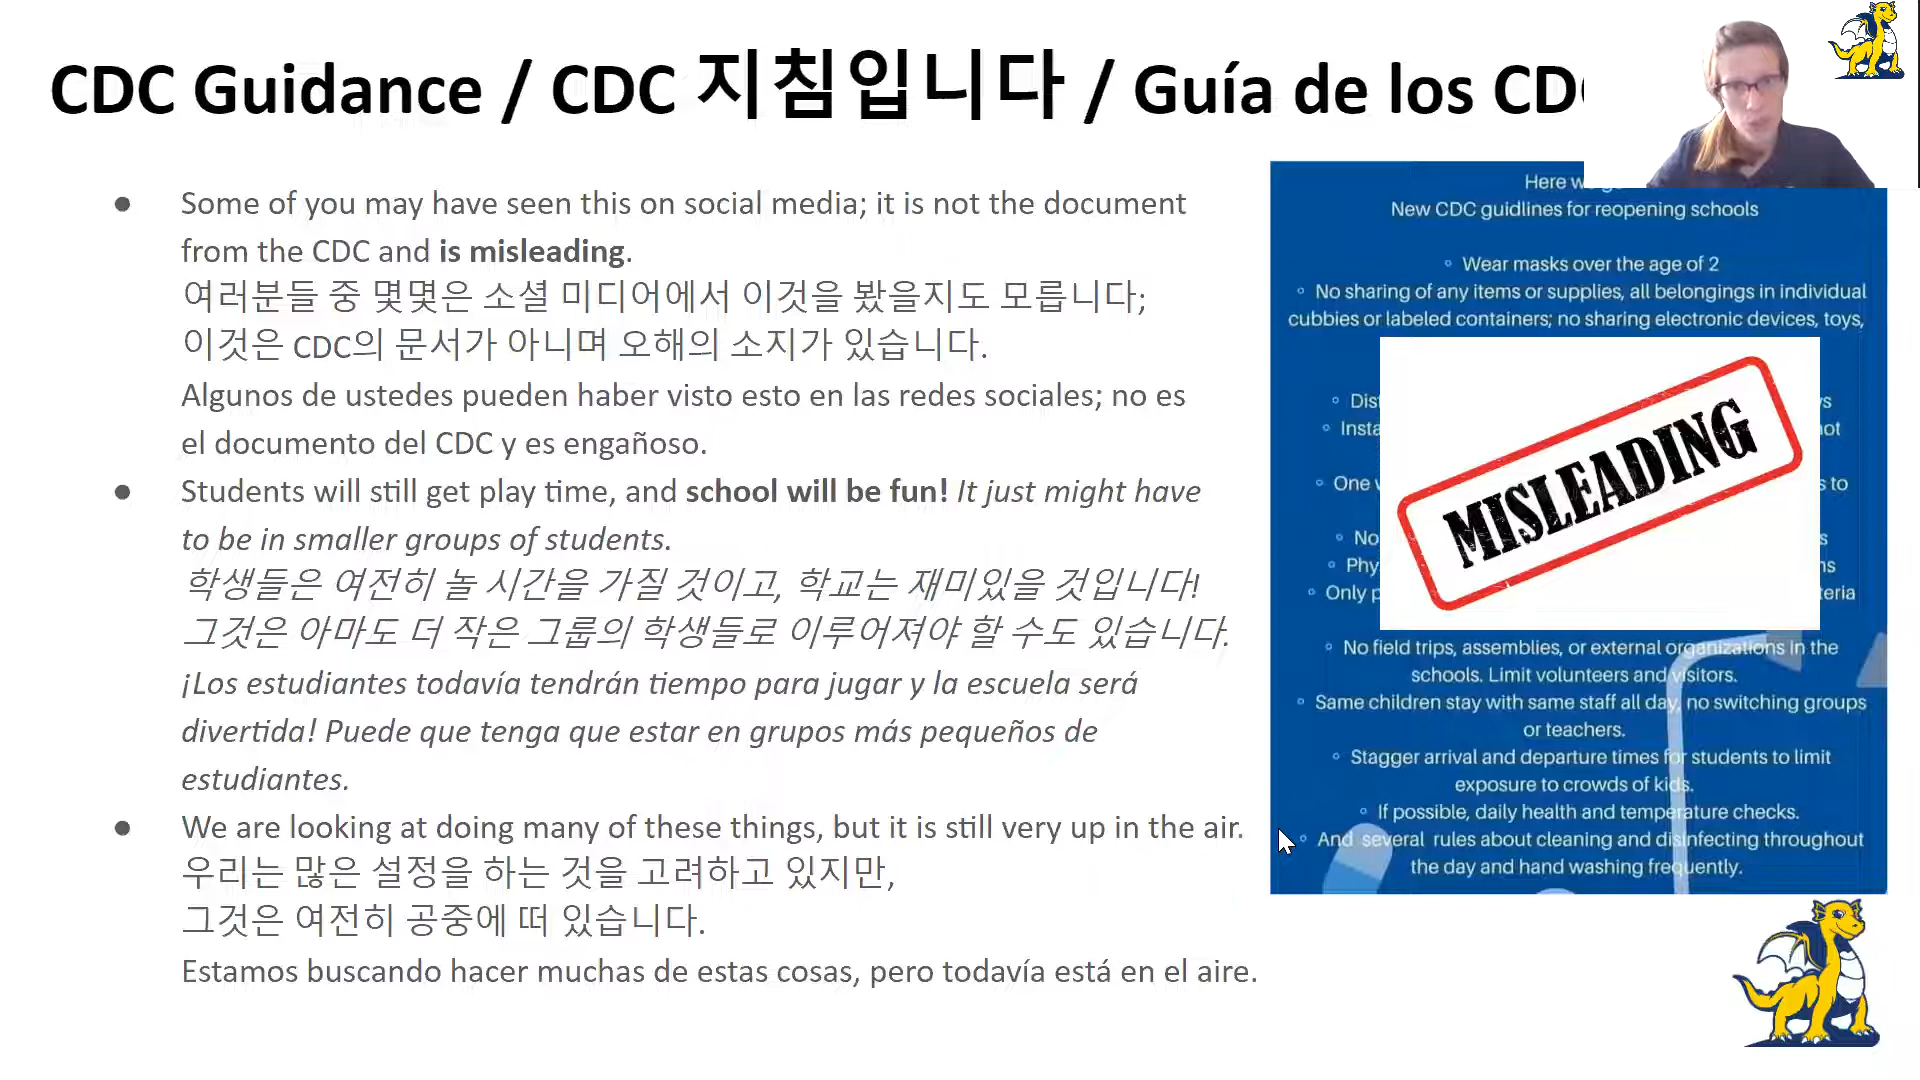 CDC Guidance / CDC 지침입니다 / Guía de los
Some of you may have seen this on social media; it is not the document
from the CDC and is misleading.
여러분들 중 몇몇은 소셜 미디어에서 이것을 봤을지도 모릅니다;
이것은 CDC의 문서가 아니며 오해의 소지가 있습니다.
Algunos de ustedes pueden haber visto esto en las redes sociales; no es
el documento del CDC y es engañoso.
Students will still get play time, and school will be fun! It just might have
to be in smaller groups of students.
학생들은 여전히 놀 시간을 가질 것이고, 학교는 재미있을 것입니다!
그것은 아마도 더 작은 그룹의 학생들로 이루어져야 할 수도 있습니다.
¡Los estudiantes todavía tendrán tiempo para jugar y la escuela será
divertida! Puede que tenga que estar en grupos más pequeños de
estudiantes.
We are looking at doing many of these things, but it is still very up in the air.
우리는 많은 설정을 하는 것을 고려하고 있지만,
그것은 여전히 공중에 떠 있습니다.
Estamos buscando hacer muchas de estas cosas, pero todavía está en el aire.
Here
New CDC guidlines for reopening schools
Wear masks over the age of 2
No sharing of any items or supplies, all belongings in individual
cubbies or labeled containers; no sharing electronic devices, toys,
MISLEADING
One
to
No
Only
No field trips, assemblies, or external organizations in the
schools. Limit volunteers and visitors.
Same children stay with same staff all day, no switching groups
or teachers.
Stagger arrival and departure times for students to limit
exposure to crowds of kids.
If possible, daily health and temperature checks.
And several rules about cleaning and disinfecting throughout
the day and hand washing frequently.